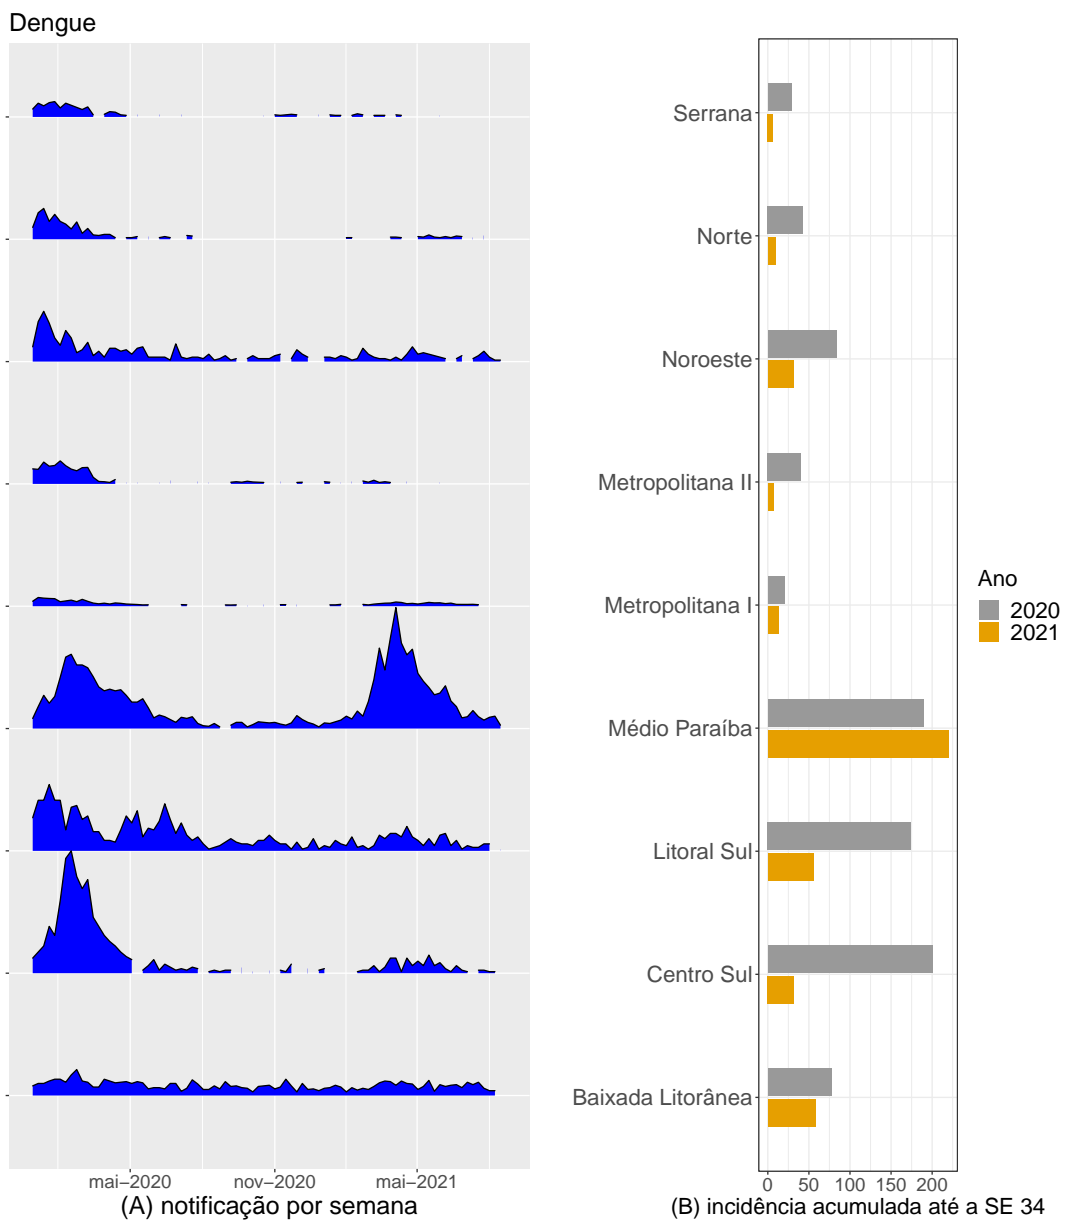 Dengue
Serrana
Norte
Noroeste
Metropolitana II
Metropolitana I
Médio Paraíba
Litoral Sul
Centro Sul
Baixada Litorânea
Ano
2020
2021
mai–2020 nov–2020 mai–2021
0 50 100 150 200
(A) notificação por semana
(B) incidência acumulada até a SE 34